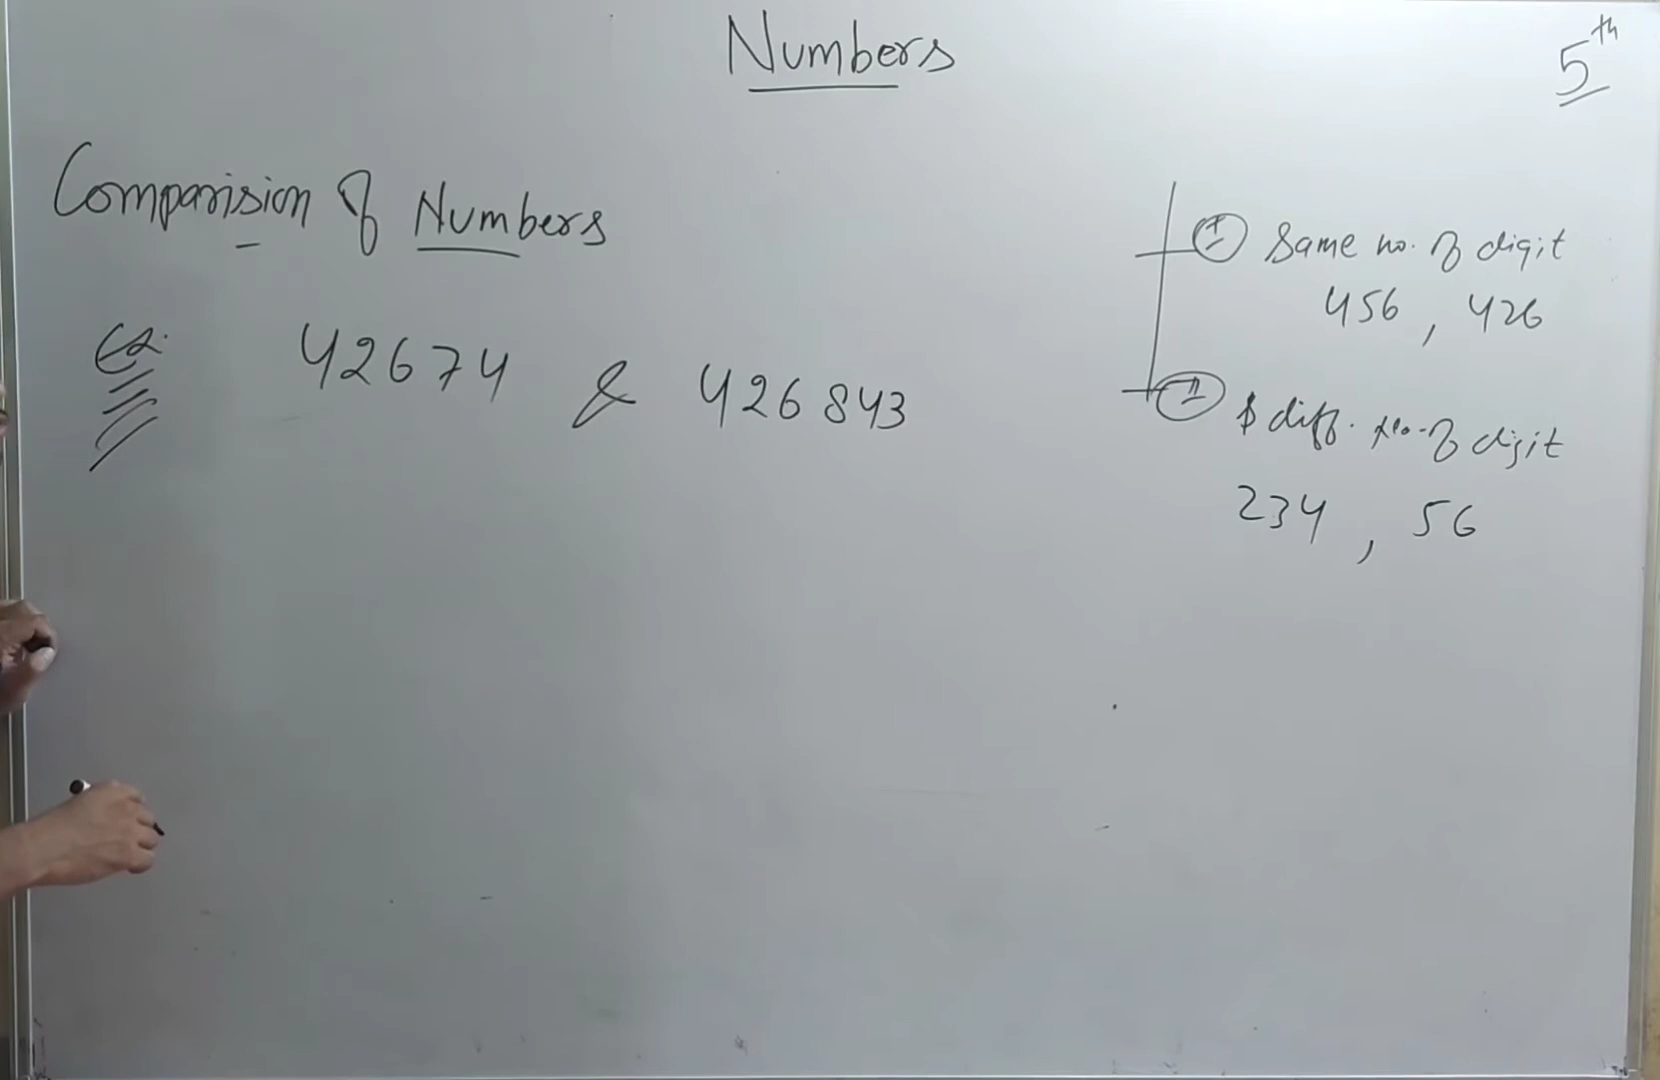 Numbers
5th
Comparision of Numbers
Ex. 42674 & 426843
I Same no. of digit
456 , 426
II diff. no. of digit
234 , 56